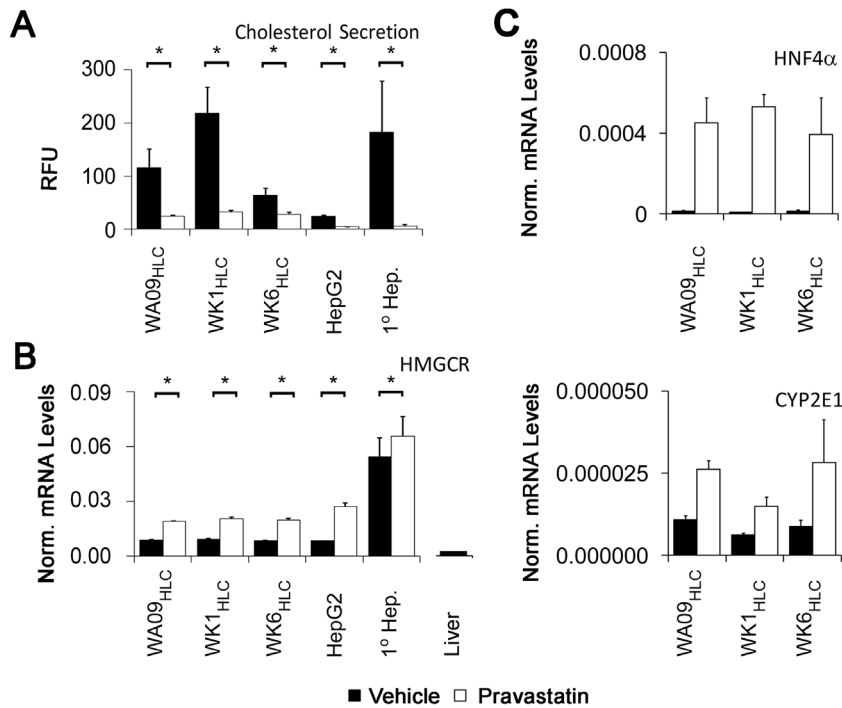 A
Cholesterol Secretion
* * * * *
300
200
100
0
RFU
WA09HLC
WK1HLC
WK6HLC
HepG2
1° Hep.
B
HMGCR
* * * * *
0.09
0.06
0.03
0.00
Norm. mRNA Levels
WA09HLC
WK1HLC
WK6HLC
HepG2
1° Hep.
Liver
C
HNF4α
0.0008
0.0004
0
Norm. mRNA Levels
WA09HLC
WK1HLC
WK6HLC
CYP2E1
0.000050
0.000025
0.000000
Norm. mRNA Levels
WA09HLC
WK1HLC
WK6HLC
Vehicle Pravastatin